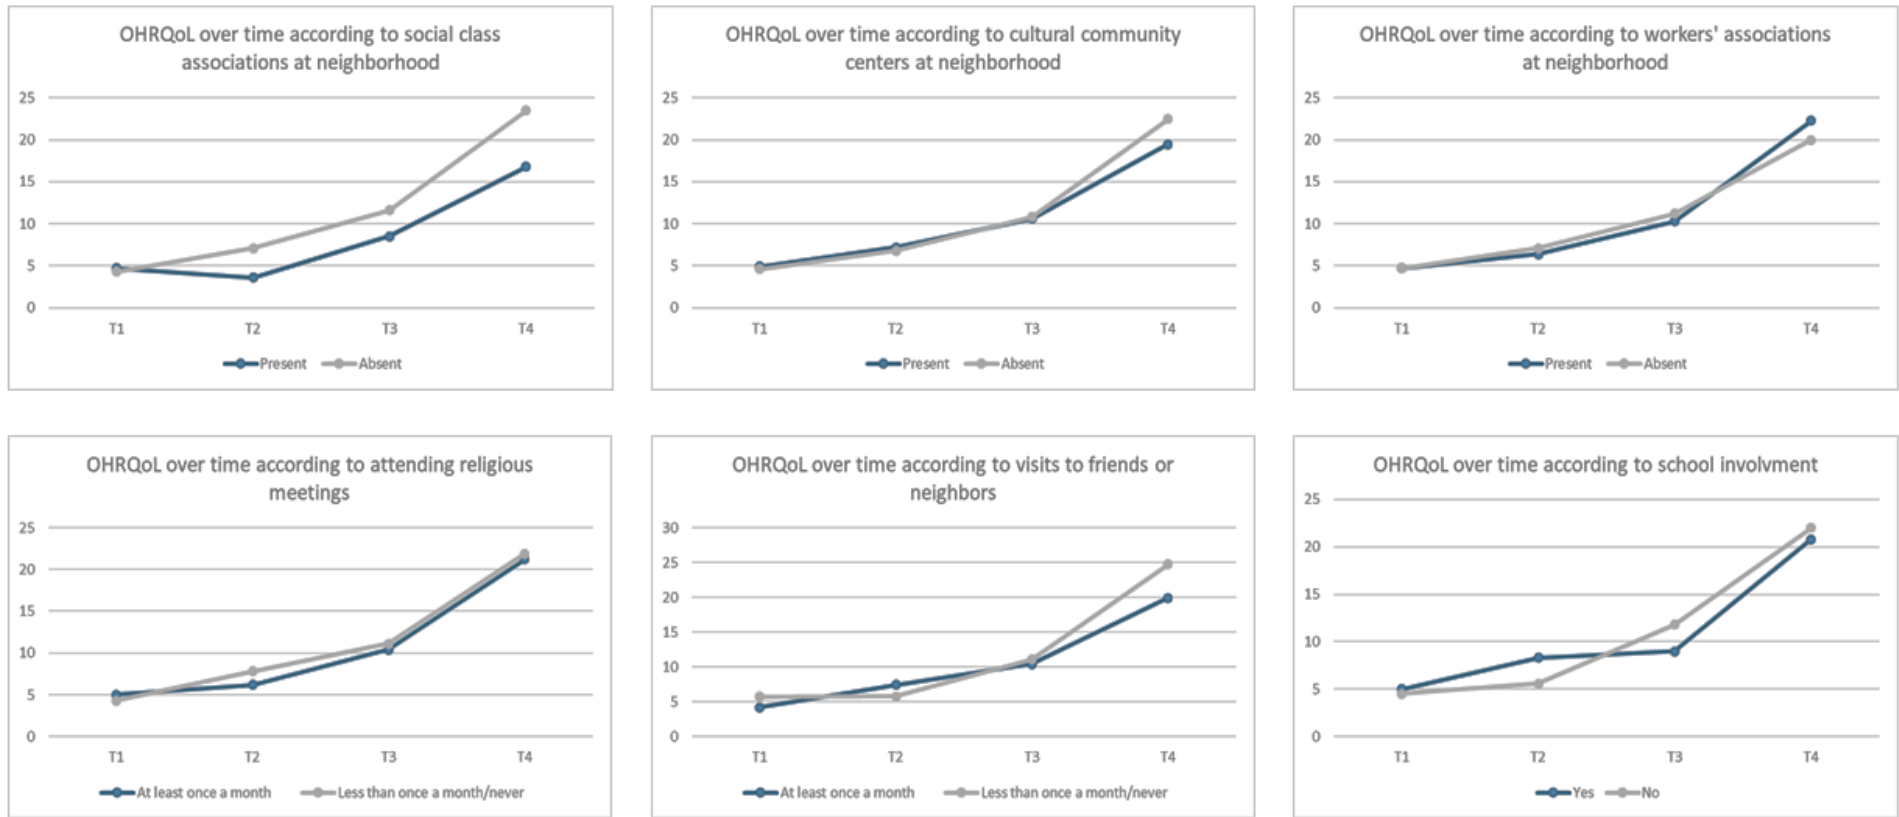 OHRQoL over time according to social class
associations at neighborhood
25
20
15
10
5
0
T1 T2 T3 T4
Present Absent
OHRQoL over time according to cultural community
centers at neighborhood
25
20
15
10
5
0
T1 T2 T3 T4
Present Absent
OHRQoL over time according to workers' associations
at neighborhood
25
20
15
10
5
0
T1 T2 T3 T4
Present Absent
OHRQoL over time according to attending religious
meetings
25
20
15
10
5
0
T1 T2 T3 T4
At least once a month Less than once a month/never
OHRQoL over time according to visits to friends or
neighbors
30
25
20
15
10
5
0
T1 T2 T3 T4
At least once a month Less than once a month/never
OHRQoL over time according to school involvment
25
20
15
10
5
0
T1 T2 T3 T4
Yes No